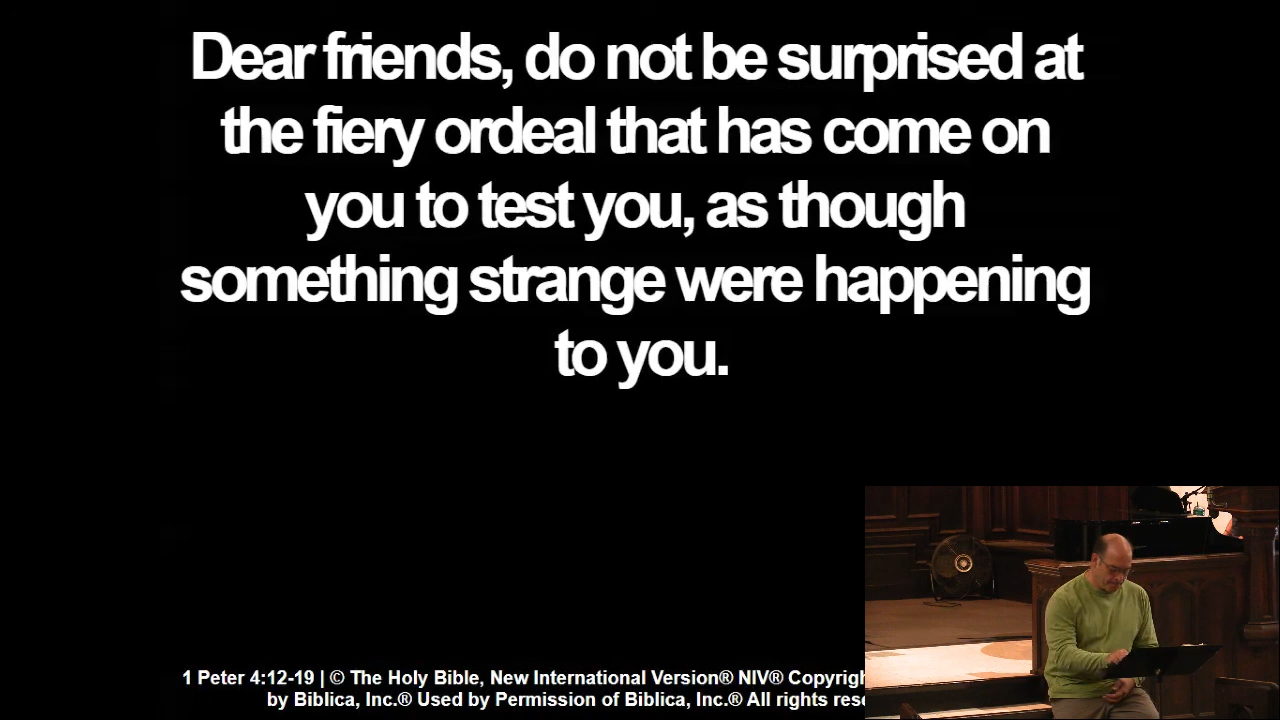 Dear friends, do not be surprised at
the fiery ordeal that has come on
you to test you, as though
something strange were happening
to you.
1 Peter 4:12-19 | © The Holy Bible, New International Version® NIV®
by Biblica, Inc.® Used by Permission of Biblica, Inc.® All rights